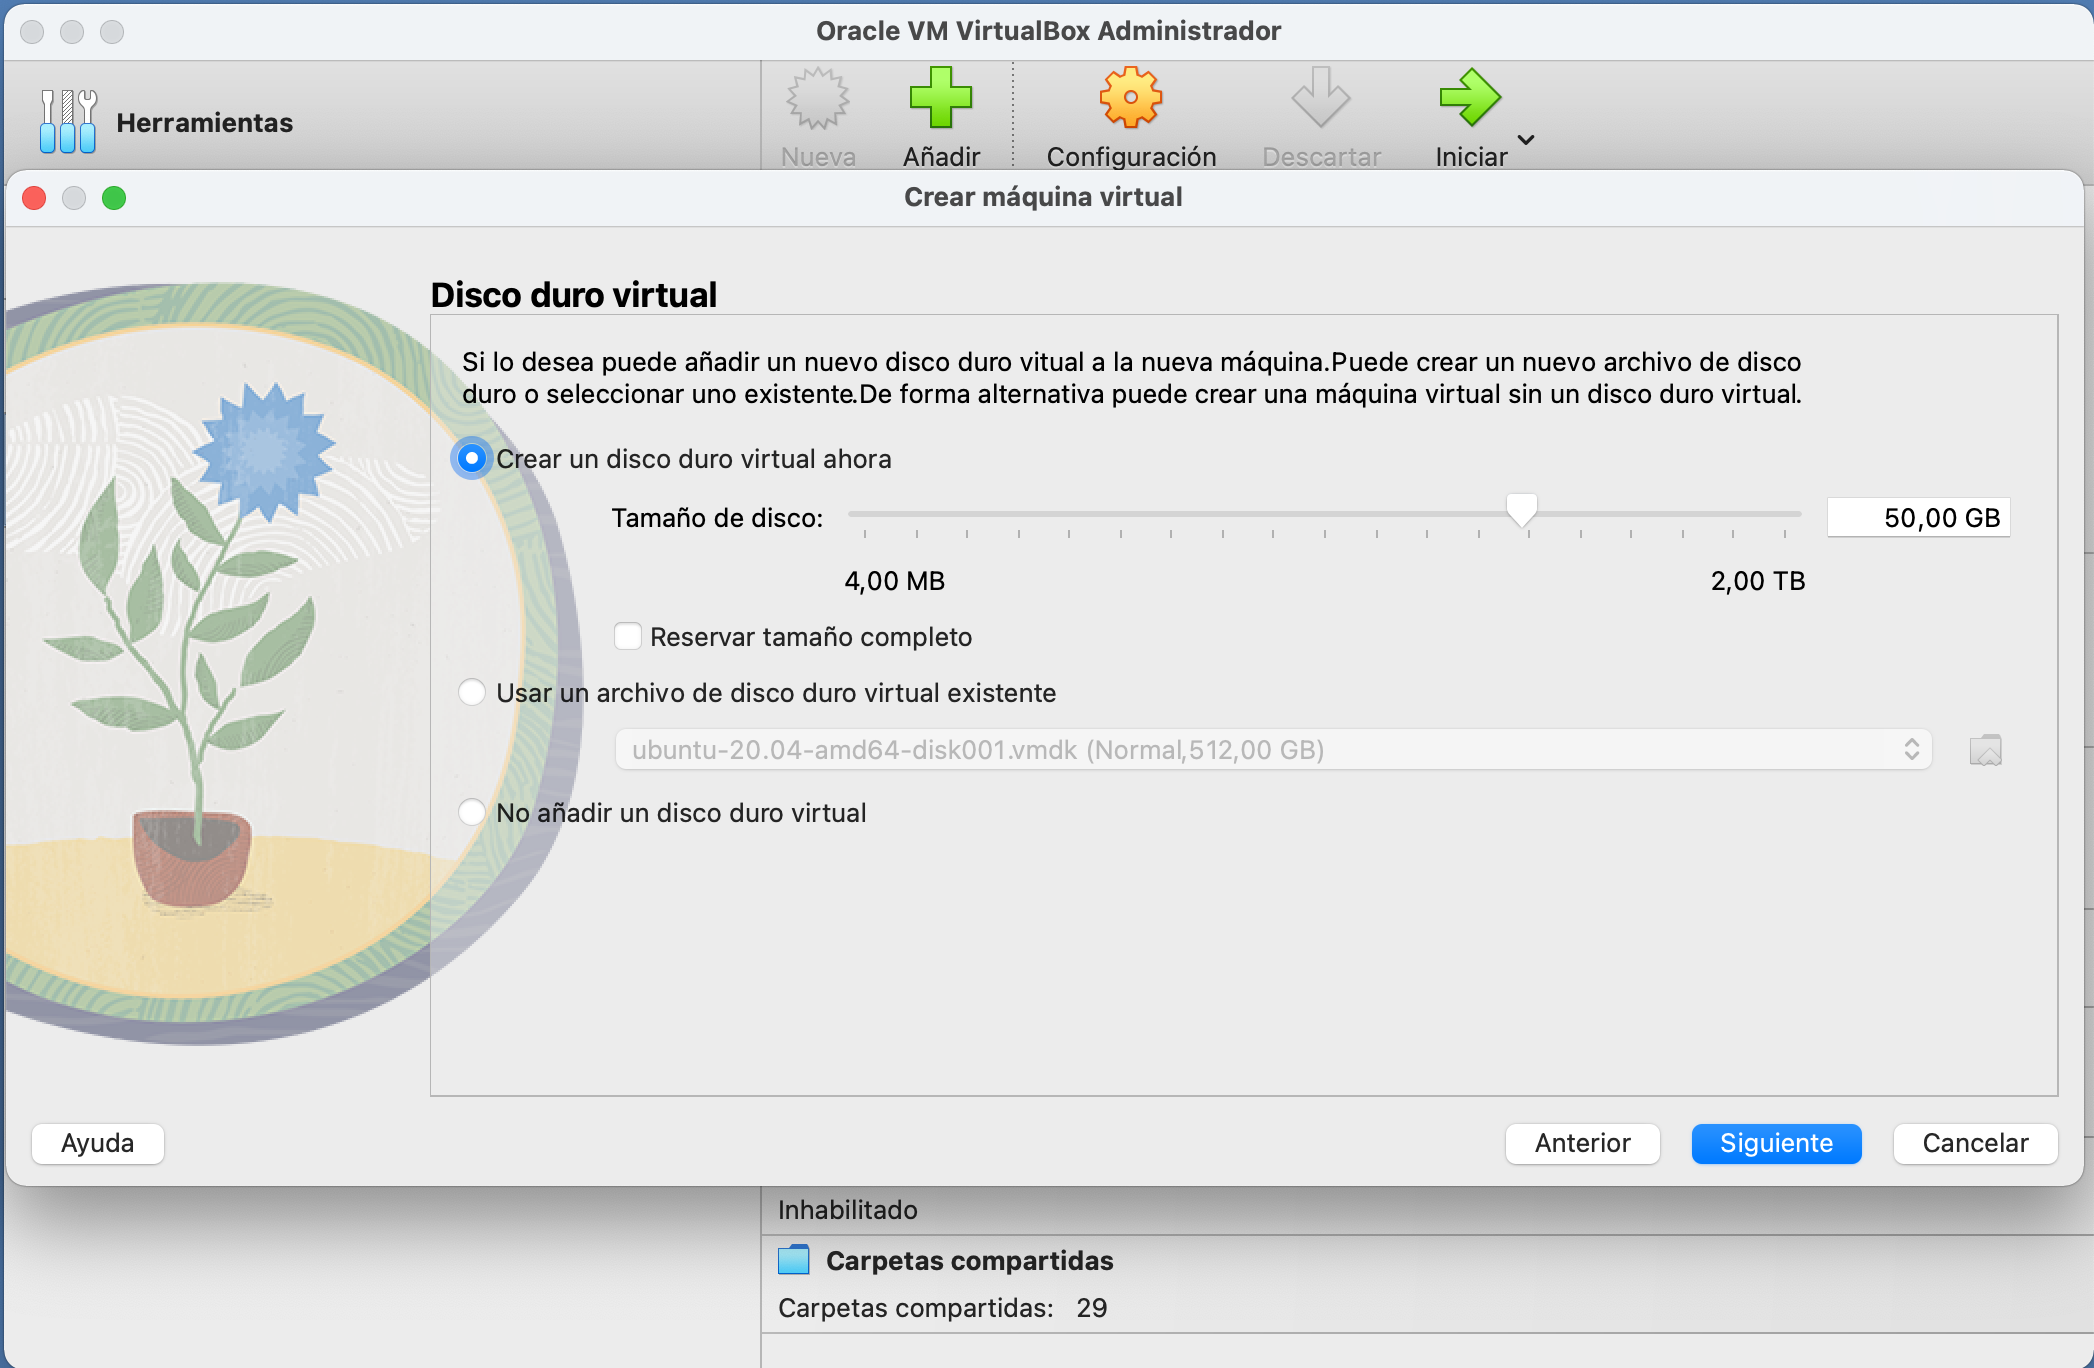 Oracle VM VirtualBox Administrador
Herramientas
Nueva
Añadir
Configuración
Descartar
Iniciar
Crear máquina virtual
Disco duro virtual
Si lo desea puede añadir un nuevo disco duro vitual a la nueva máquina.Puede crear un nuevo archivo de disco
duro o seleccionar uno existente.De forma alternativa puede crear una máquina virtual sin un disco duro virtual.
Crear un disco duro virtual ahora
Tamaño de disco:
50,00 GB
4,00 MB
2,00 TB
Reservar tamaño completo
Usar un archivo de disco duro virtual existente
ubuntu-20.04-amd64-disk001.vmdk (Normal,512,00 GB)
No añadir un disco duro virtual
Ayuda
Anterior
Siguiente
Cancelar
Inhabilitado
Carpetas compartidas
Carpetas compartidas: 29